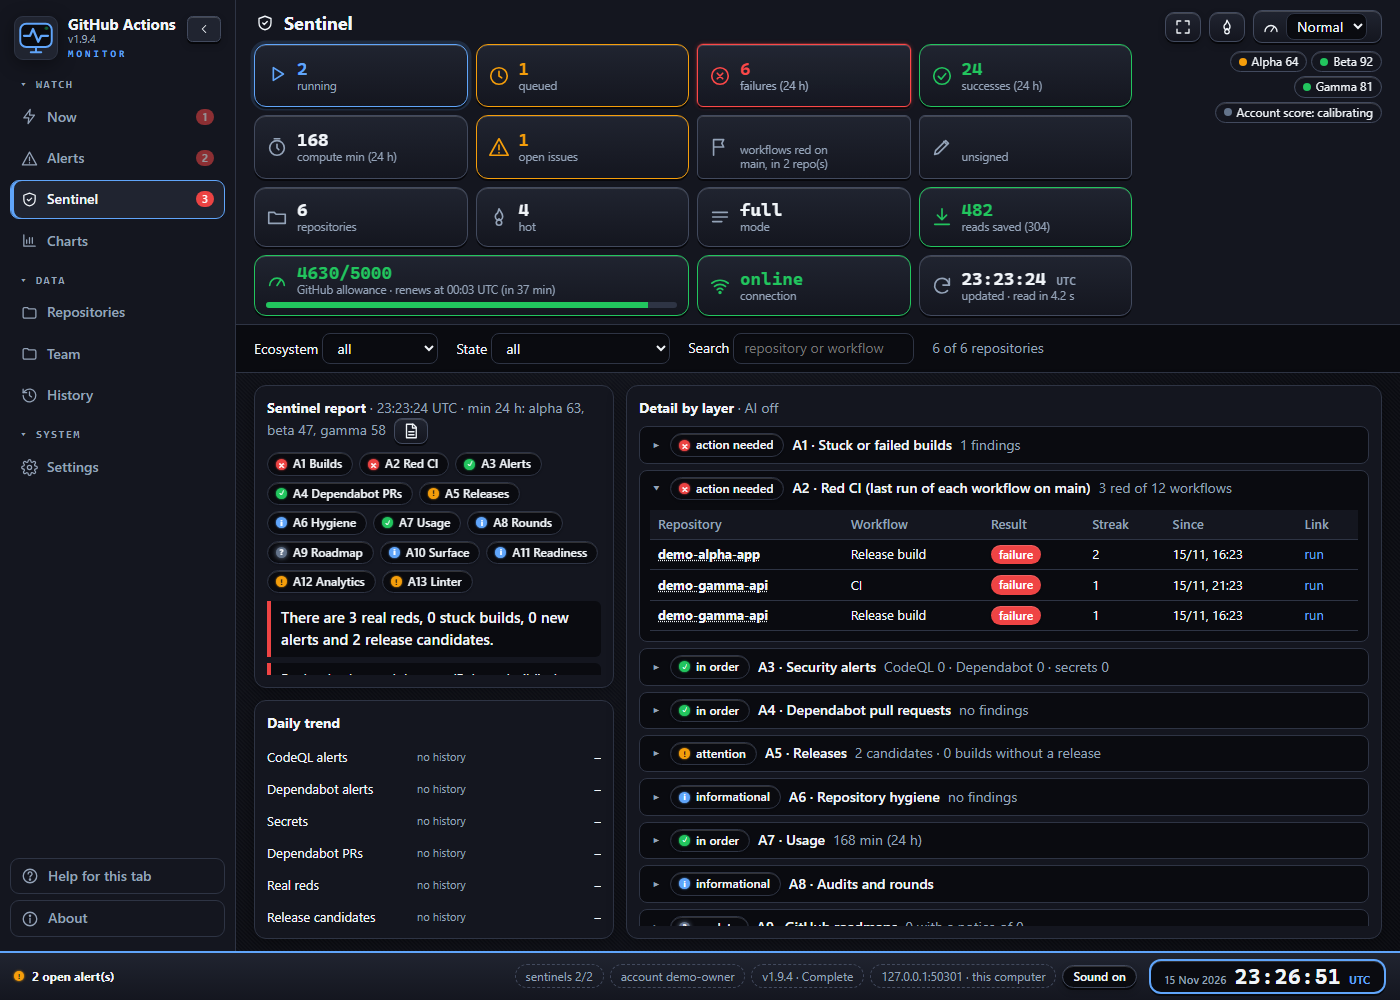 GitHub Actions
v1.9.4
MONITOR
WATCH
Now 1
Alerts 2
Sentinel 3
Charts
DATA
Repositories
Team
History
SYSTEM
Settings
Help for this tab
About
Sentinel
Normal
Alpha 64
Beta 92
Gamma 81
Account score: calibrating
2
running
1
queued
6
failures (24 h)
24
successes (24 h)
168
compute min (24 h)
1
open issues
workflows red on
main, in 2 repo(s)
unsigned
6
repositories
4
hot
full
mode
482
reads saved (304)
4630/5000
GitHub allowance · renews at 00:03 UTC (in 37 min)
online
connection
23:23:24 UTC
updated · read in 4.2 s
Ecosystem all State all Search repository or workflow 6 of 6 repositories
Sentinel report · 23:23:24 UTC · min 24 h: alpha 63,
beta 47, gamma 58
A1 Builds A2 Red CI A3 Alerts
A4 Dependabot PRs A5 Releases
A6 Hygiene A7 Usage A8 Rounds
A9 Roadmap A10 Surface A11 Readiness
A12 Analytics A13 Linter
There are 3 real reds, 0 stuck builds, 0 new
alerts and 2 release candidates.
Daily trend
CodeQL alerts no history –
Dependabot alerts no history –
Secrets no history –
Dependabot PRs no history –
Real reds no history –
Release candidates no history –
Detail by layer · AI off
action needed A1 · Stuck or failed builds 1 findings
action needed A2 · Red CI (last run of each workflow on main) 3 red of 12 workflows
Repository Workflow Result Streak Since Link
demo-alpha-app Release build failure 2 15/11, 16:23 run
demo-gamma-api CI failure 1 15/11, 21:23 run
demo-gamma-api Release build failure 1 15/11, 16:23 run
in order A3 · Security alerts CodeQL 0 · Dependabot 0 · secrets 0
in order A4 · Dependabot pull requests no findings
attention A5 · Releases 2 candidates · 0 builds without a release
informational A6 · Repository hygiene no findings
in order A7 · Usage 168 min (24 h)
informational A8 · Audits and rounds
A9 · GitHub roadmaps 0 with a notice of 0
2 open alert(s)
sentinels 2/2
account demo-owner
v1.9.4 · Complete
127.0.0.1:50301 · this computer
Sound on
15 Nov 2026 23:26:51 UTC